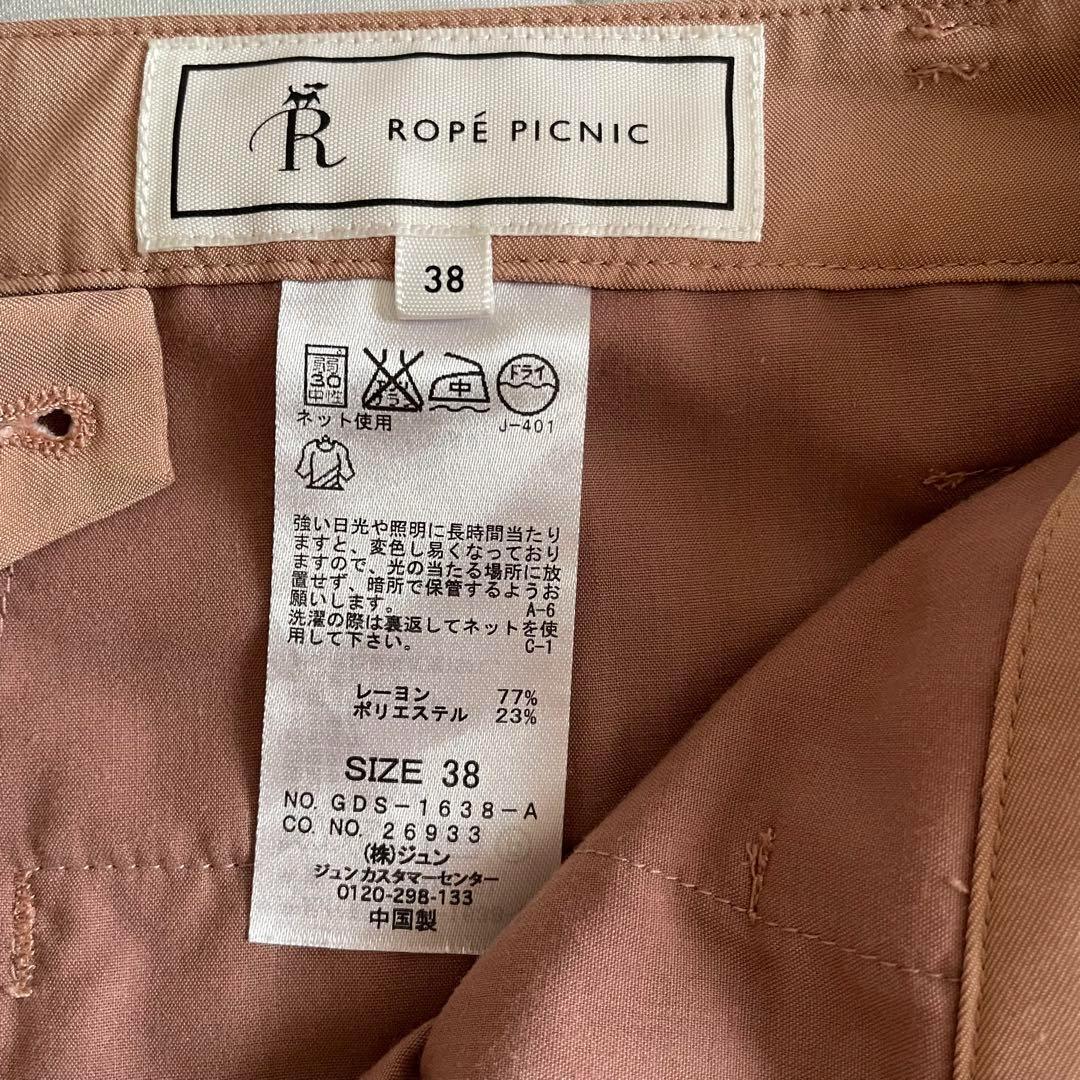 R ROPÉ PICNIC
38
弱
30
中性
エンソ
サラシ
中
ドライ
ネット使用
J-401
強い日光や照明に長時間当たり
ますと、変色し易くなっており
ますので、光の当たる場所に放
置せず、暗所で保管するようお
願いします。 A-6
洗濯の際は裏返してネットを使
用して下さい。 C-1
レーヨン 77%
ポリエステル 23%
SIZE 38
NO. GDS-1638-A
CO. NO. 26933
(株)ジュン
ジュンカスタマーセンター
0120-298-133
中国製